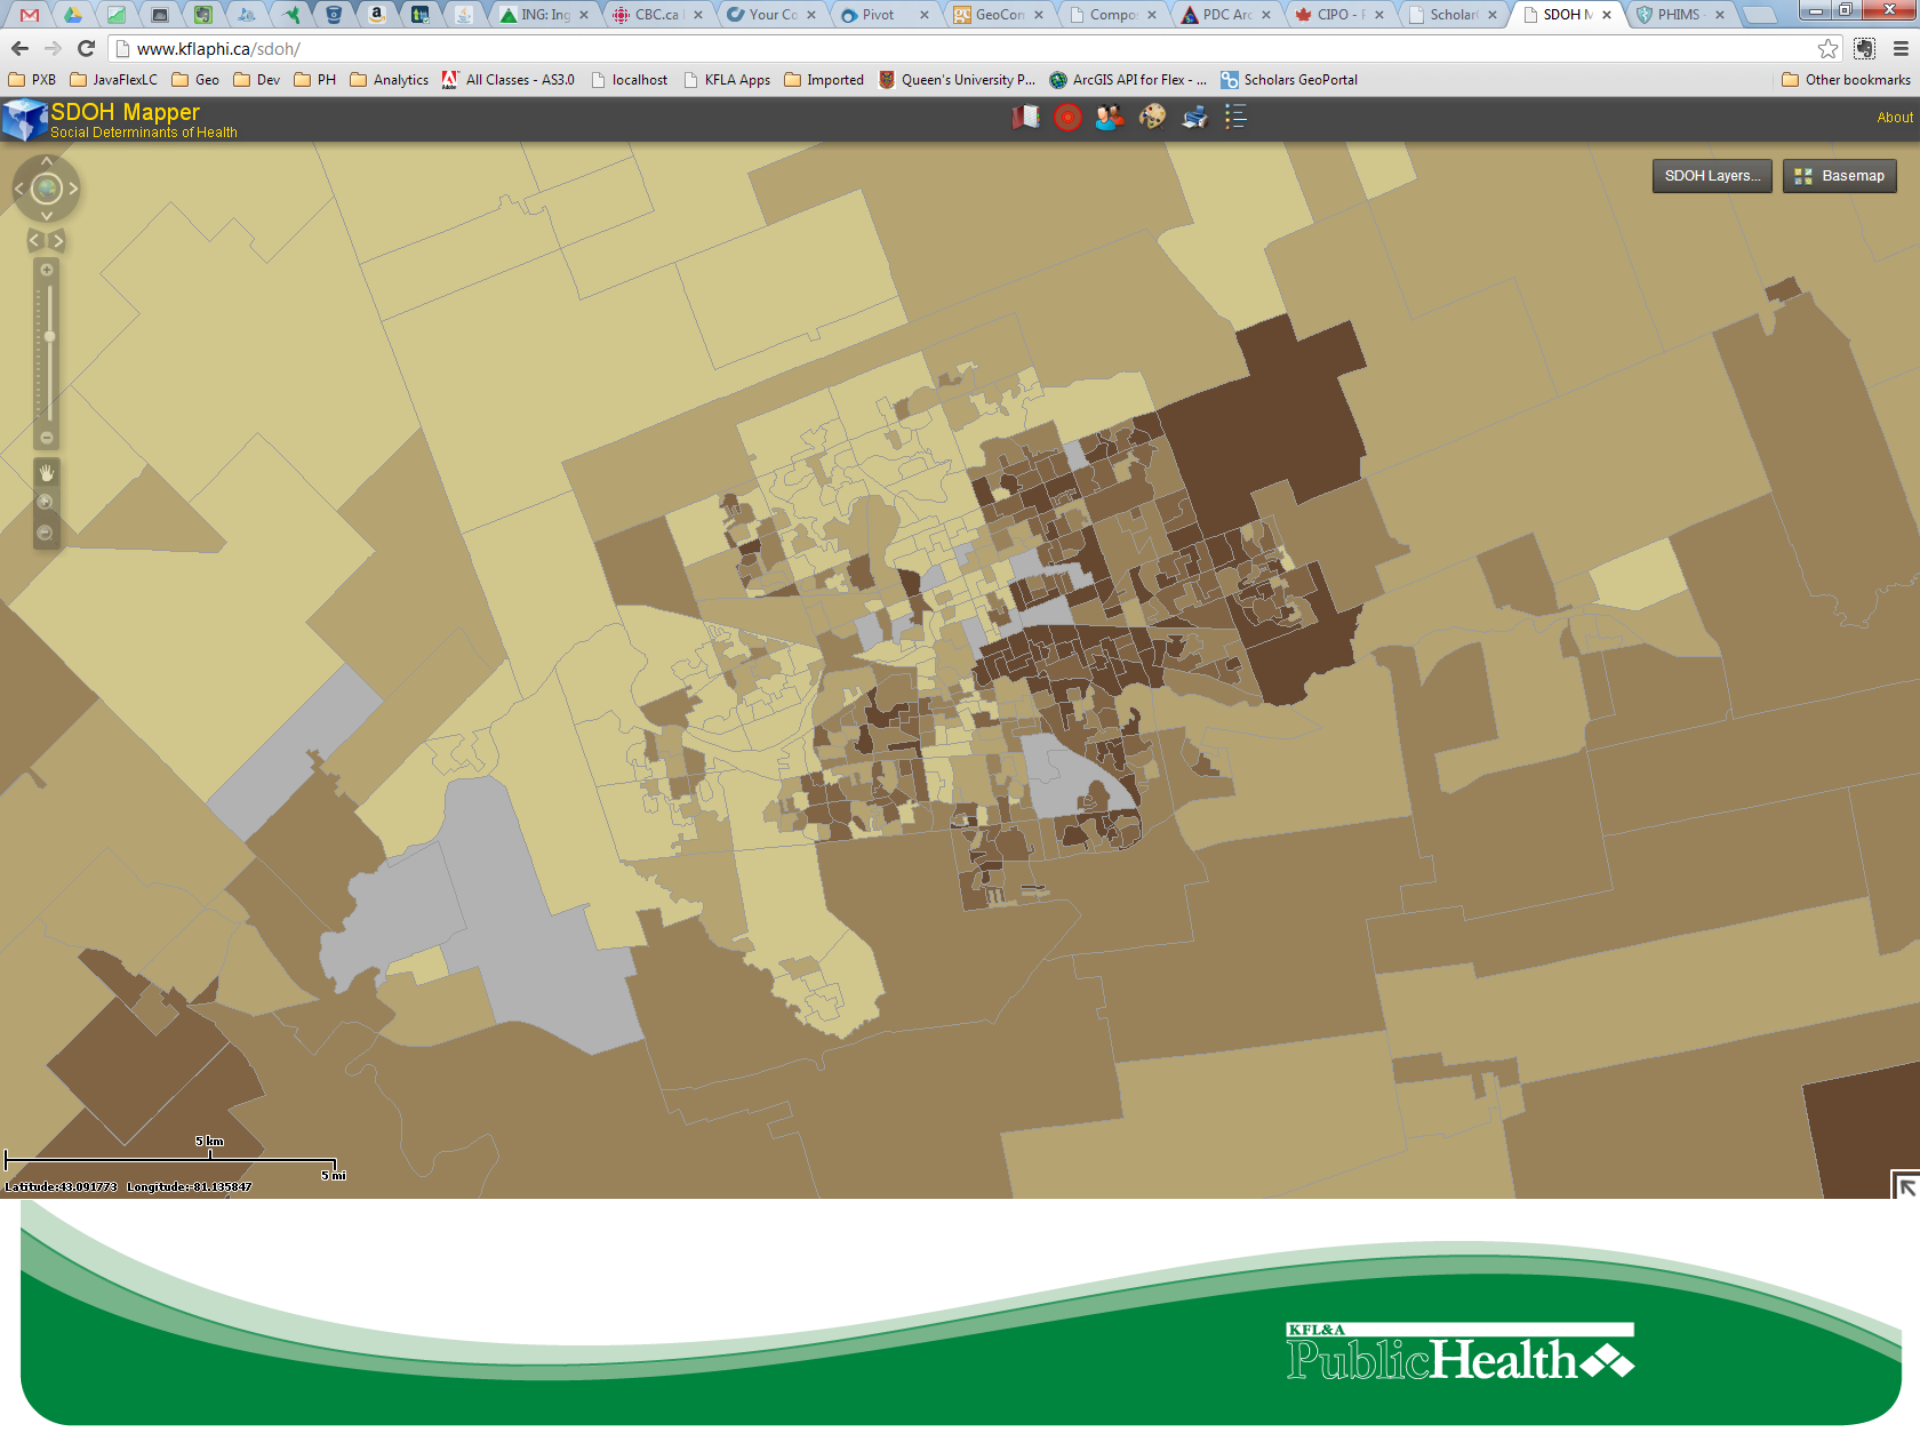 ING: Ing
CBC.ca
Your Co
Pivot
GeoCon
Compo
PDC Arc
CIPO - F
Scholar
SDOH M
PHIMS -
www.kflaphi.ca/sdoh/
PXB JavaFlexLC Geo Dev PH Analytics All Classes - AS3.0 localhost KFLA Apps Imported Queen's University P... ArcGIS API for Flex - ... Scholars GeoPortal Other bookmarks
SDOH Mapper
Social Determinants of Health
About
SDOH Layers...
Basemap
5 km
5 mi
Latitude:43.091773 Longitude:-81.135847
KFL&A
PublicHealth